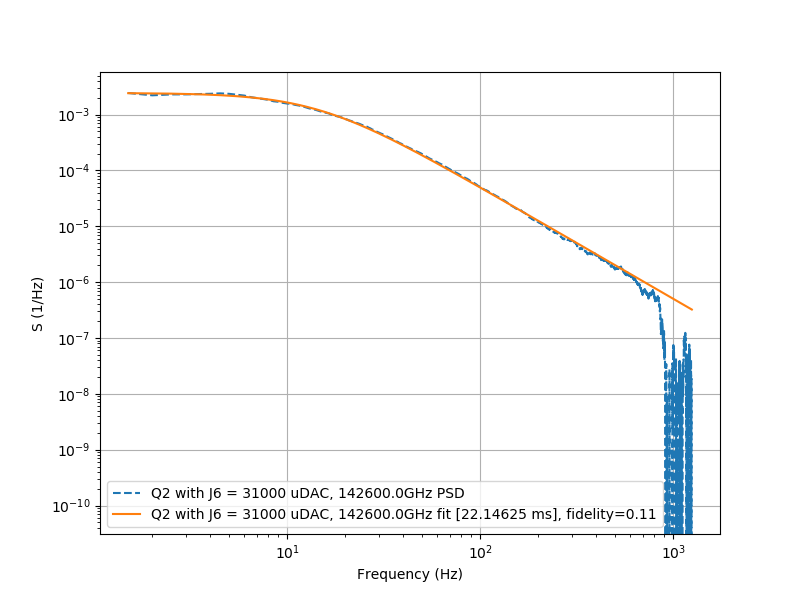 10⁻³
10⁻⁴
10⁻⁵
10⁻⁶
10⁻⁷
10⁻⁸
10⁻⁹
10⁻¹⁰
S (1/Hz)
Q2 with J6 = 31000 uDAC, 142600.0GHz PSD
Q2 with J6 = 31000 uDAC, 142600.0GHz fit [22.14625 ms], fidelity=0.11
10¹ 10² 10³
Frequency (Hz)